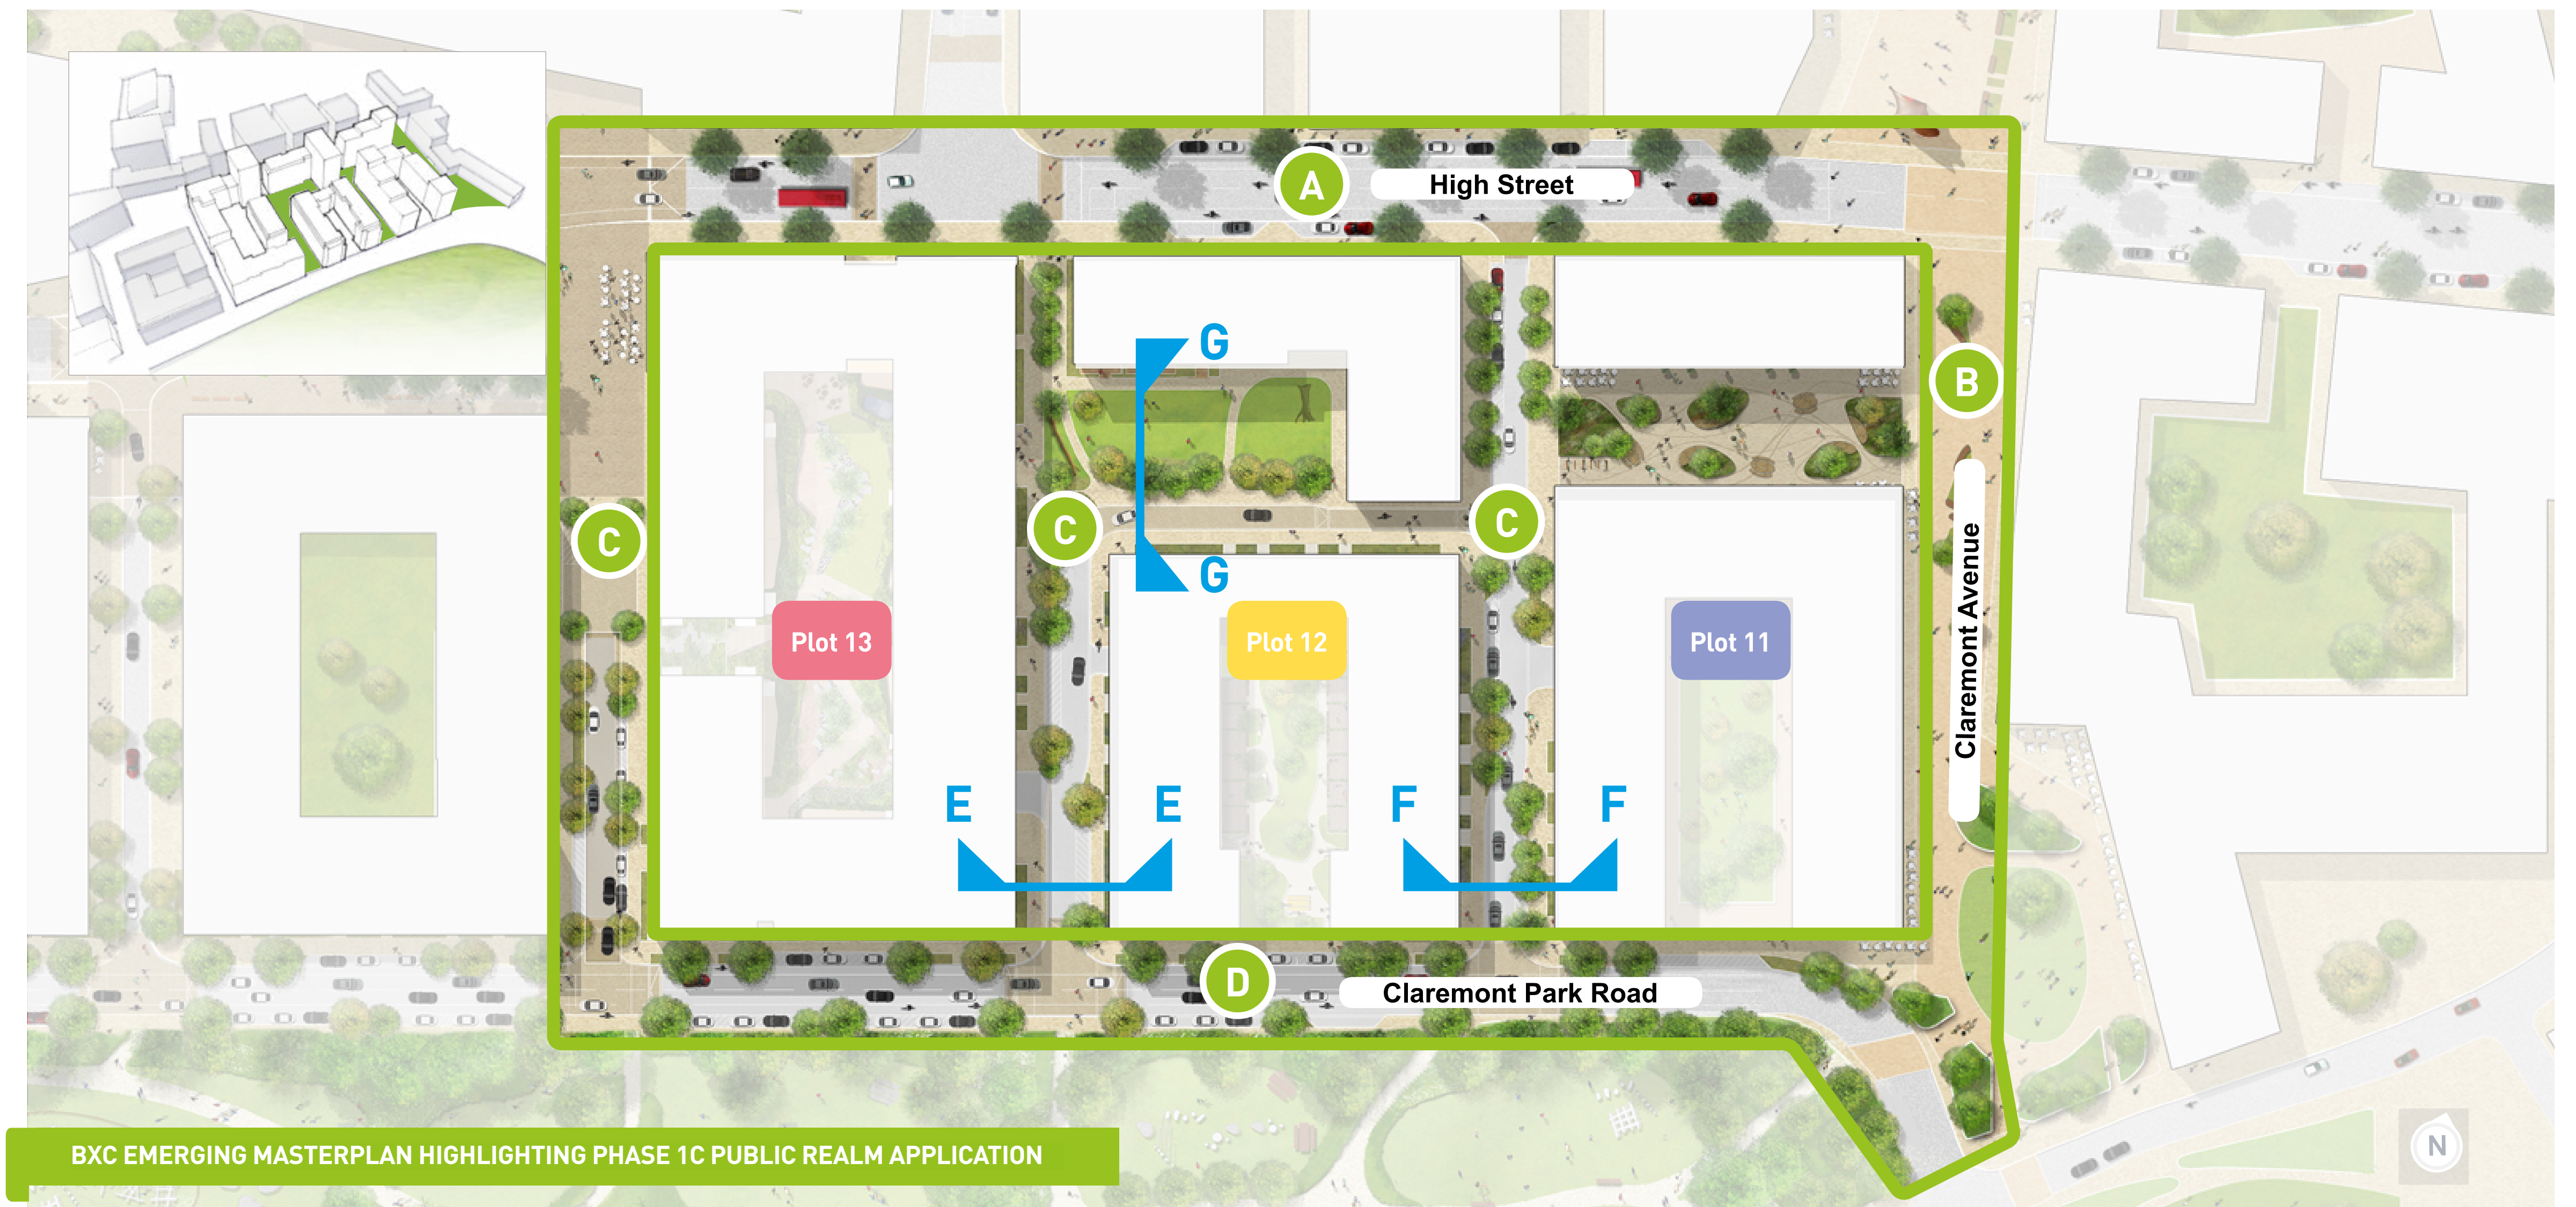 A
High Street
G
B
C
C
C
G
Claremont Avenue
Plot 13
Plot 12
Plot 11
E
E
F
F
D
Claremont Park Road
BXC EMERGING MASTERPLAN HIGHLIGHTING PHASE 1C PUBLIC REALM APPLICATION
N